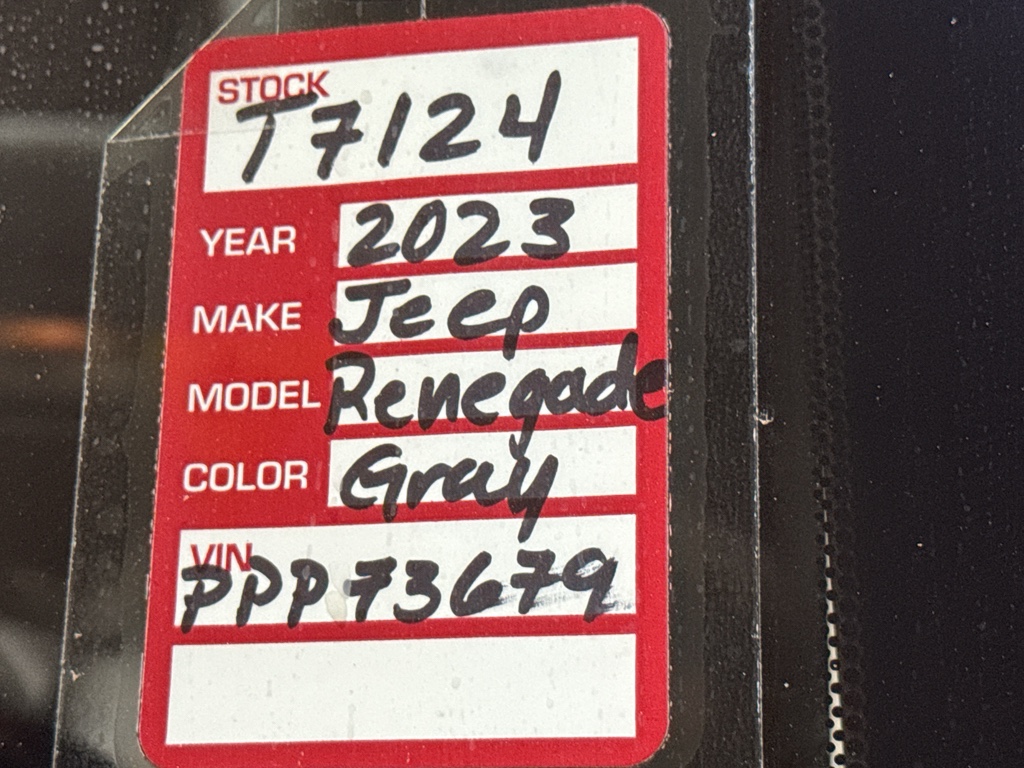 STOCK
T7124
YEAR 2023
MAKE Jeep
MODEL Renegade
COLOR Gray
VIN
PPP73679